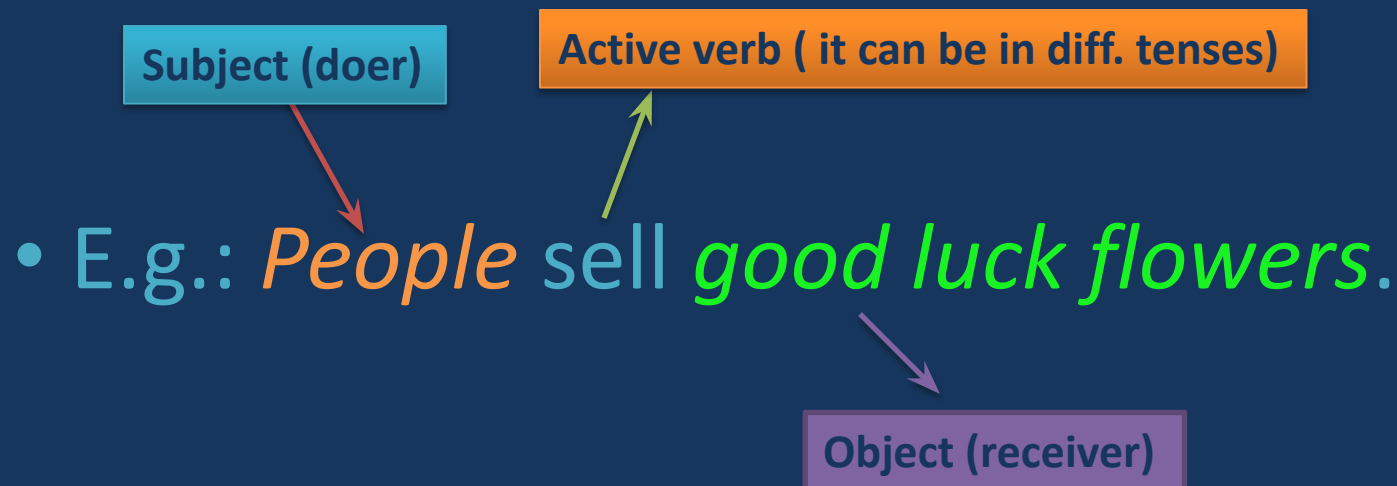 Subject (doer)
Active verb ( it can be in diff. tenses)
• E.g.: People sell good luck flowers.
Object (receiver)